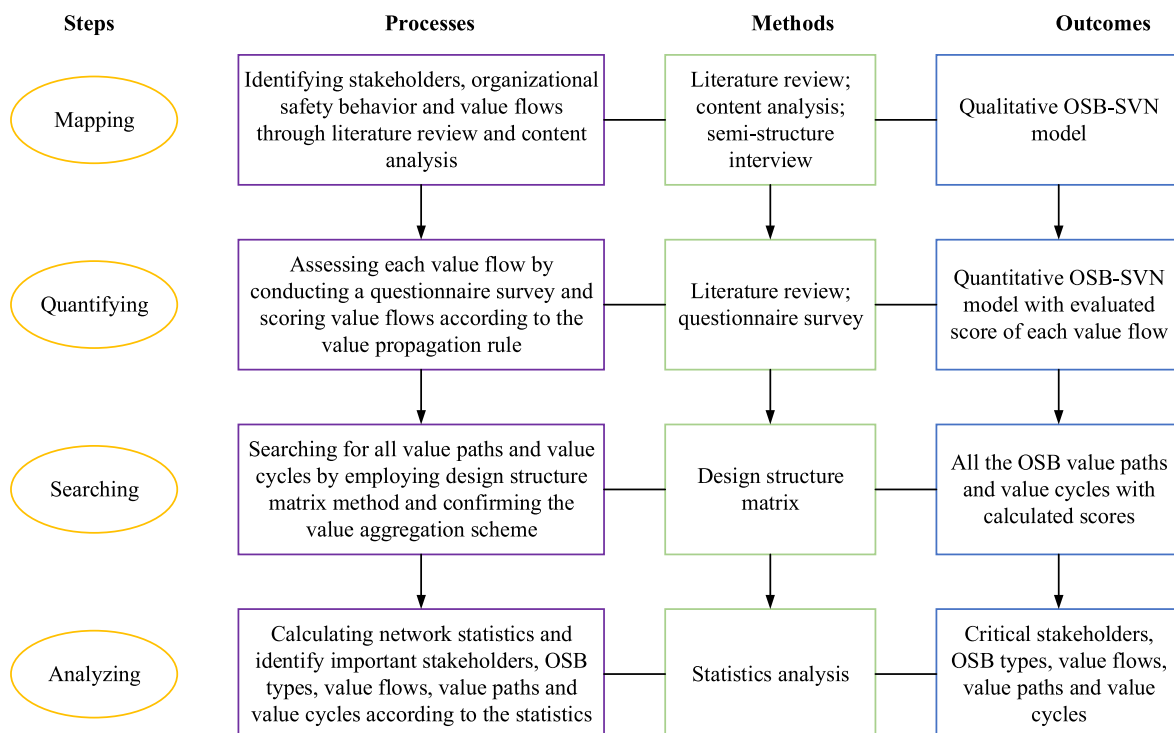 Steps
Processes
Methods
Outcomes
Mapping
Identifying stakeholders, organizational
safety behavior and value flows
through literature review and content
analysis
Literature review;
content analysis;
semi-structure
interview
Qualitative OSB-SVN
model
Quantifying
Assessing each value flow by
conducting a questionnaire survey and
scoring value flows according to the
value propagation rule
Literature review;
questionnaire survey
Quantitative OSB-SVN
model with evaluated
score of each value flow
Searching
Searching for all value paths and value
cycles by employing design structure
matrix method and confirming the
value aggregation scheme
Design structure
matrix
All the OSB value paths
and value cycles with
calculated scores
Analyzing
Calculating network statistics and
identify important stakeholders, OSB
types, value flows, value paths and
value cycles according to the statistics
Statistics analysis
Critical stakeholders,
OSB types, value flows,
value paths and value
cycles